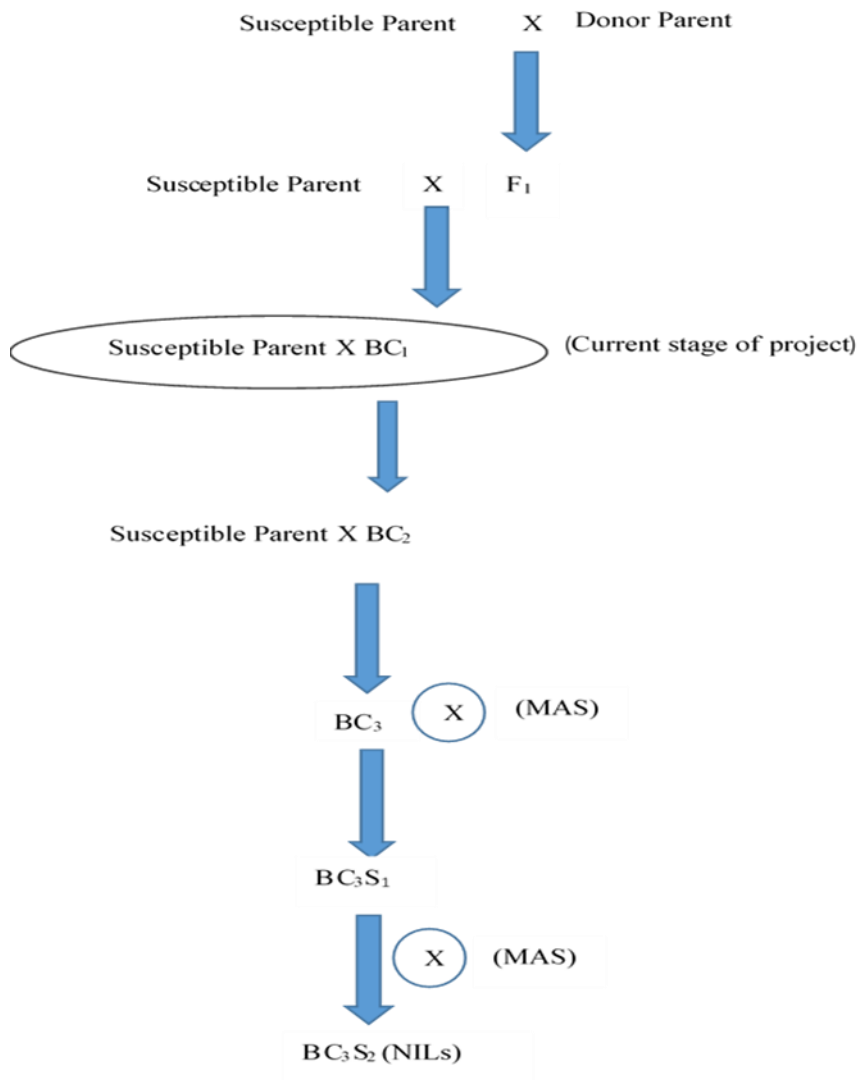 Susceptible Parent X Donor Parent
Susceptible Parent X F₁
Susceptible Parent X BC₁ (Current stage of project)
Susceptible Parent X BC₂
BC₃ X (MAS)
BC₃S₁
X (MAS)
BC₃S₂ (NILs)